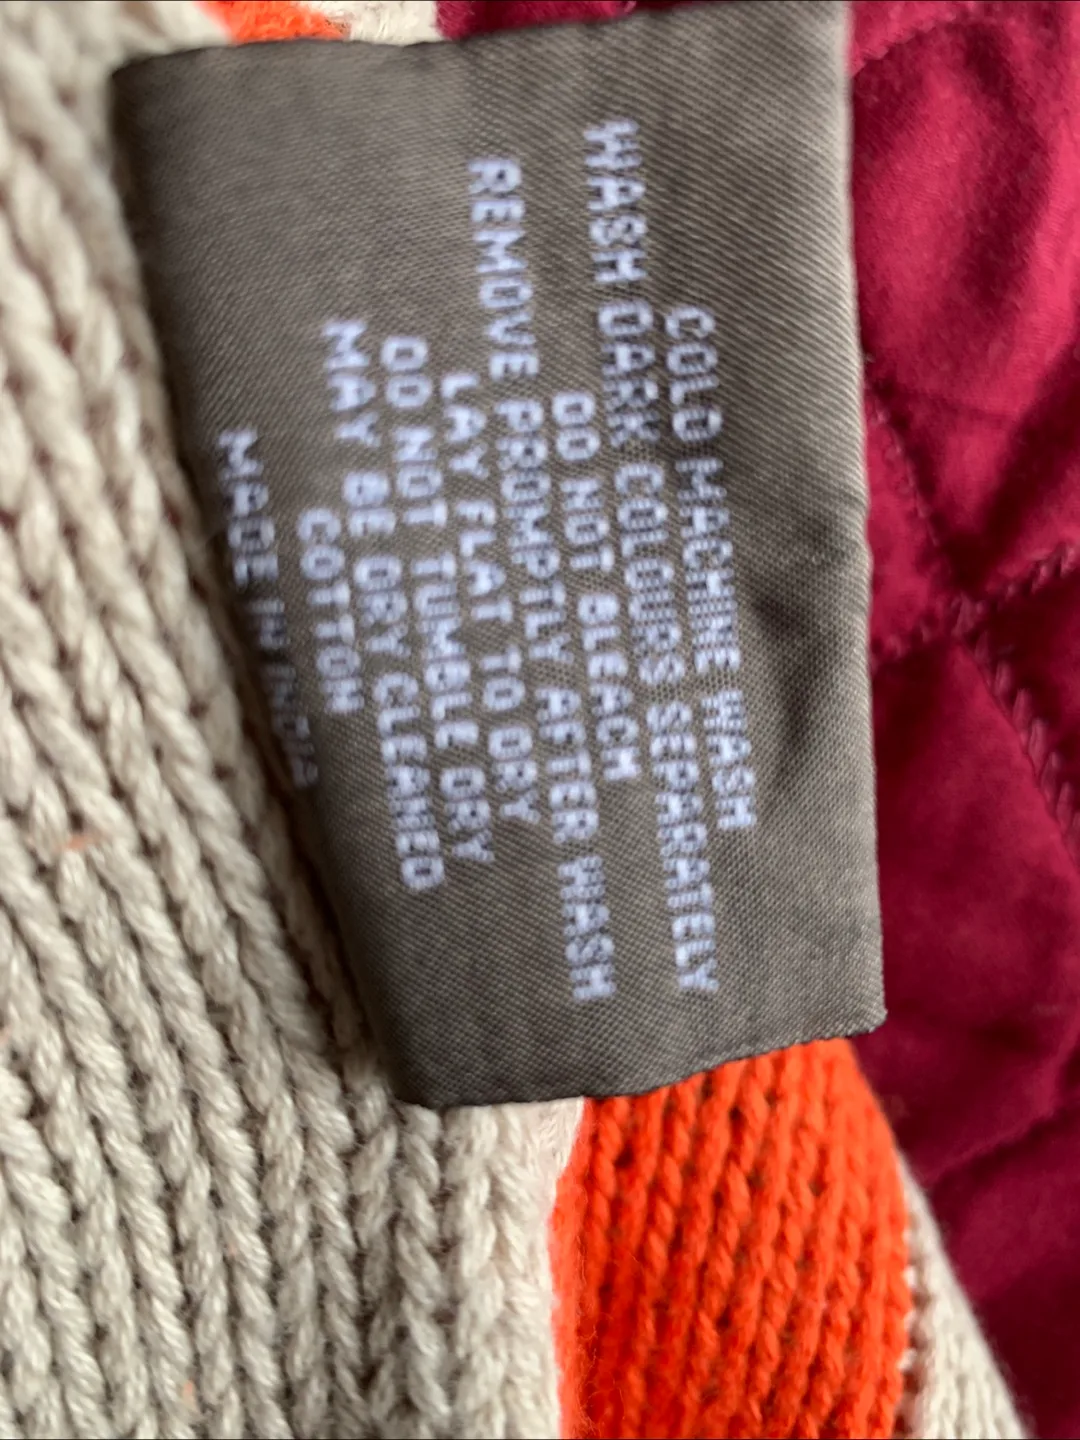 COLD MACHINE WASH
WASH DARK COLOURS SEPARATELY
DO NOT BLEACH
REMOVE PROMPTLY AFTER WASH
LAY FLAT TO DRY
DO NOT TUMBLE DRY
MAY BE DRY CLEANED
COTTON
MADE IN INDIA